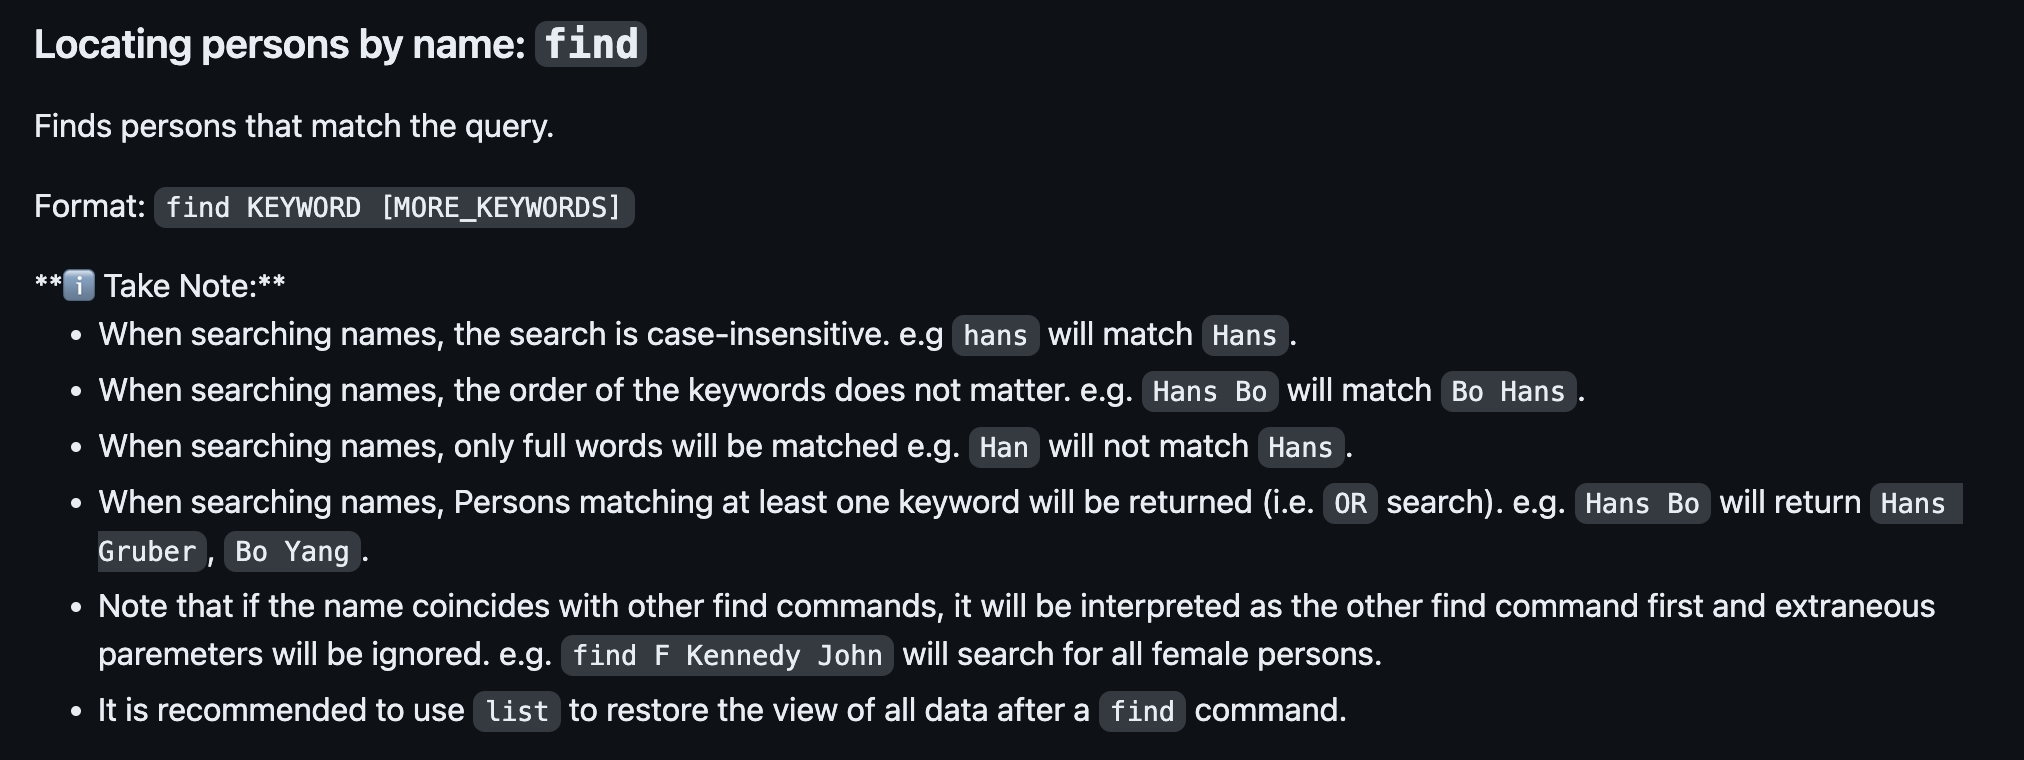 Locating persons by name: find
Finds persons that match the query.
Format: find KEYWORD [MORE_KEYWORDS]
**ℹ️ Take Note:**
• When searching names, the search is case-insensitive. e.g hans will match Hans.
• When searching names, the order of the keywords does not matter. e.g. Hans Bo will match Bo Hans.
• When searching names, only full words will be matched e.g. Han will not match Hans.
• When searching names, Persons matching at least one keyword will be returned (i.e. OR search). e.g. Hans Bo will return Hans
Gruber, Bo Yang.
• Note that if the name coincides with other find commands, it will be interpreted as the other find command first and extraneous
paremeters will be ignored. e.g. find F Kennedy John will search for all female persons.
• It is recommended to use list to restore the view of all data after a find command.